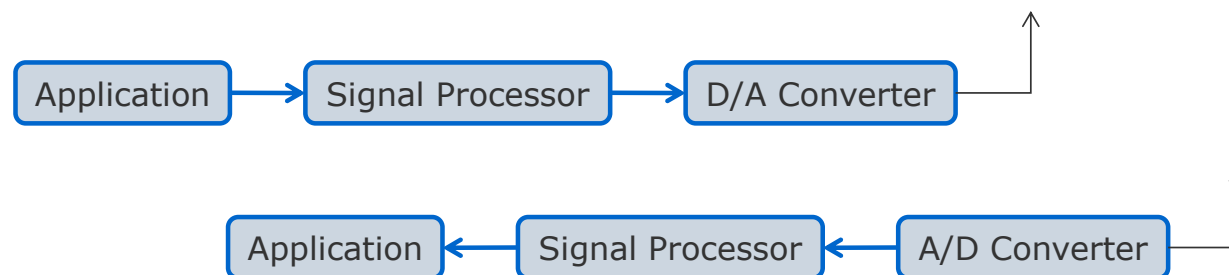 Application Signal Processor D/A Converter
Application Signal Processor A/D Converter